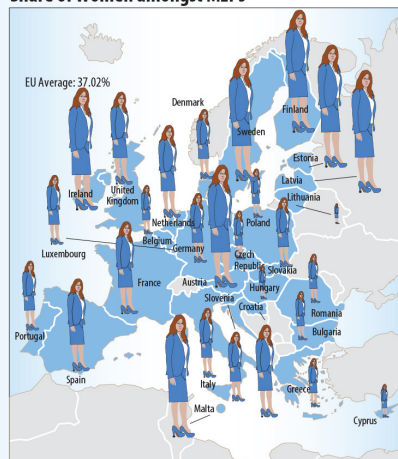 Share of Women amongst MEPs
EU Average: 37.02%
Denmark
Finland
Sweden
Estonia
Latvia
Lithuania
Ireland
United
Kingdom
Netherlands
Poland
Belgium
Luxembourg
Germany
Czech
Republic
Slovakia
Austria
Hungary
France
Slovenia
Croatia
Romania
Bulgaria
Portugal
Spain
Italy
Greece
Malta
Cyprus